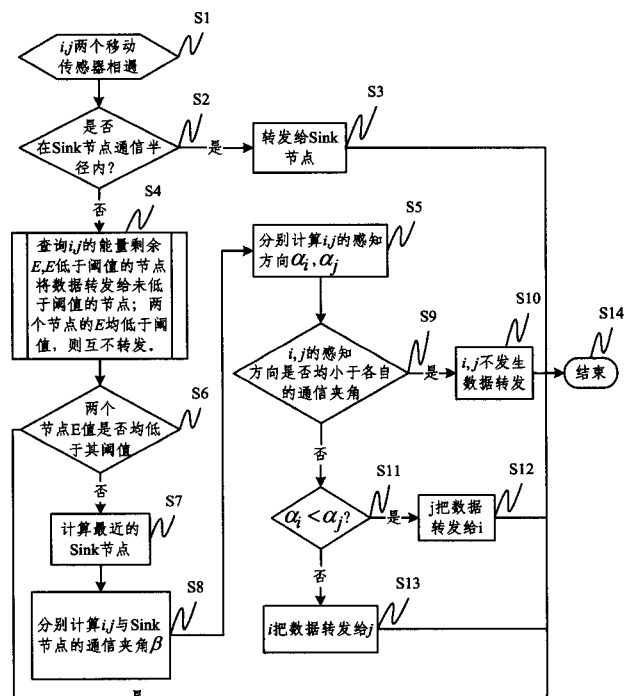 S1
i,j两个移动
传感器相遇
S2
是否
在Sink节点通信半
径内?
是
S3
转发给Sink
节点
否
S4
查询i,j的能量剩余
E,E低于阈值的节点
将数据转发给未低
于阈值的节点；两
个节点的E均低于阈
值，则互不转发.
S6
两个
节点E值是否均低
于其阈值
否
S7
计算最近的
Sink节点
S8
分别计算i,j与Sink
节点的通信夹角β
是
S5
分别计算i,j的感知
方向αi,αj
S9
i,j的感知
方向是否均小于各自
的通信夹角
是
S10
i,j不发生
数据转发
S14
结束
否
S11
αi<αj?
是
S12
j把数据
转发给i
否
S13
i把数据转发给j